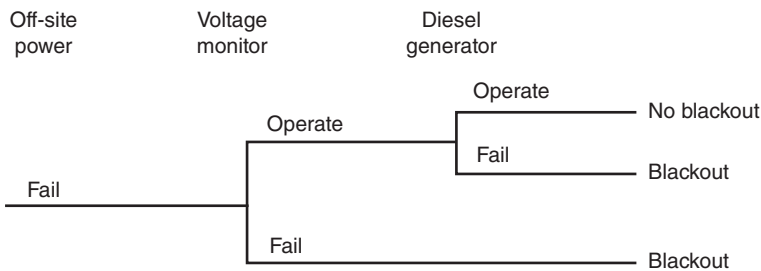 Off-site
power
Voltage
monitor
Diesel
generator
Operate
No blackout
Operate
Fail
Blackout
Fail
Fail
Blackout